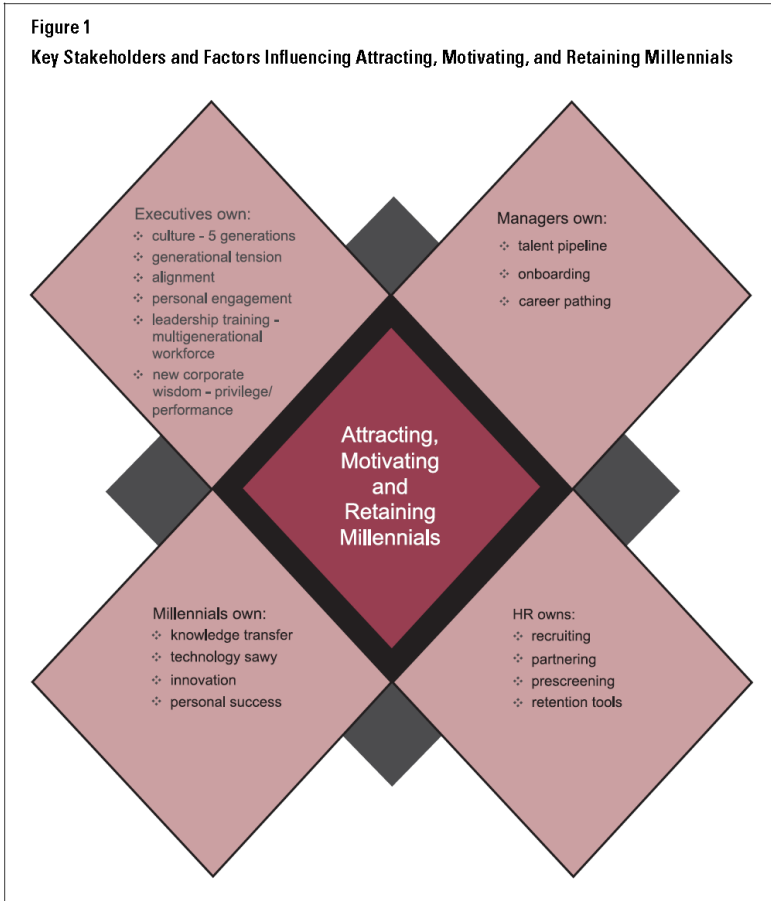 Figure 1
Key Stakeholders and Factors Influencing Attracting, Motivating, and Retaining Millennials
Executives own:
❖ culture - 5 generations
❖ generational tension
❖ alignment
❖ personal engagement
❖ leadership training -
multigenerational
workforce
❖ new corporate
wisdom - privilege/
performance
Managers own:
❖ talent pipeline
❖ onboarding
❖ career pathing
Attracting,
Motivating
and
Retaining
Millennials
Millennials own:
❖ knowledge transfer
❖ technology sawy
❖ innovation
❖ personal success
HR owns:
❖ recruiting
❖ partnering
❖ prescreening
❖ retention tools